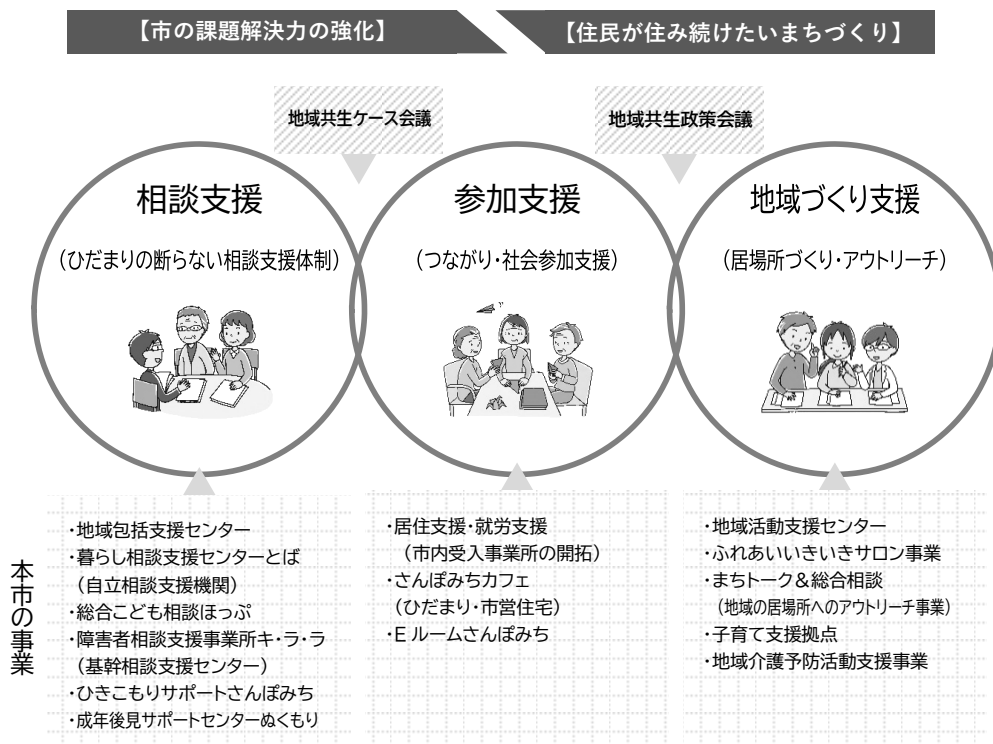 【市の課題解決力の強化】
【住民が住み続けたいまちづくり】
地域共生ケース会議
地域共生政策会議
相談支援
（ひだまりの断らない相談支援体制）
参加支援
（つながり・社会参加支援）
地域づくり支援
（居場所づくり・アウトリーチ）
本市の事業
・地域包括支援センター
・暮らし相談支援センターとば
（自立相談支援機関）
・総合こども相談ほっぷ
・障害者相談支援事業所キ・ラ・ラ
（基幹相談支援センター）
・ひきこもりサポートさんぽみち
・成年後見サポートセンターぬくもり
・居住支援・就労支援
（市内受入事業所の開拓）
・さんぽみちカフェ
（ひだまり・市営住宅）
・E ルームさんぽみち
・地域活動支援センター
・ふれあいいきいきサロン事業
・まちトーク＆総合相談
（地域の居場所へのアウトリーチ事業）
・子育て支援拠点
・地域介護予防活動支援事業